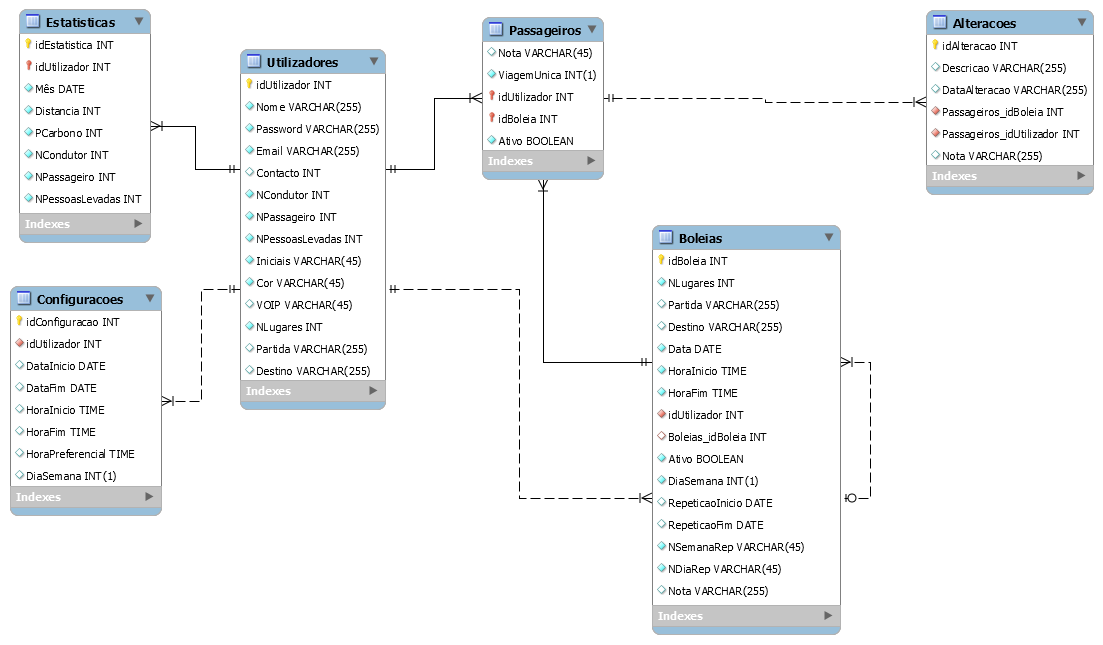 Estatisticas
idEstatistica INT
idUtilizador INT
Mês DATE
Distancia INT
PCarbono INT
NCondutor INT
NPassageiro INT
NPessoasLevadas INT
Indexes
Utilizadores
idUtilizador INT
Nome VARCHAR(255)
Password VARCHAR(255)
Email VARCHAR(255)
Contacto INT
NCondutor INT
NPassageiro INT
NPessoasLevadas INT
Iniciais VARCHAR(45)
Cor VARCHAR(45)
VOIP VARCHAR(45)
NLugares INT
Partida VARCHAR(255)
Destino VARCHAR(255)
Indexes
Passageiros
Nota VARCHAR(45)
ViagemUnica INT(1)
idUtilizador INT
idBoleia INT
Ativo BOOLEAN
Indexes
Alteracoes
idAlteracao INT
Descricao VARCHAR(255)
DataAlteracao VARCHAR(255)
Passageiros_idBoleia INT
Passageiros_idUtilizador INT
Nota VARCHAR(255)
Indexes
Configuracoes
idConfiguracao INT
idUtilizador INT
DataInicio DATE
DataFim DATE
HoraInicio TIME
HoraFim TIME
HoraPreferencial TIME
DiaSemana INT(1)
Indexes
Boleias
idBoleia INT
NLugares INT
Partida VARCHAR(255)
Destino VARCHAR(255)
Data DATE
HoraInicio TIME
HoraFim TIME
idUtilizador INT
Boleias_idBoleia INT
Ativo BOOLEAN
DiaSemana INT(1)
RepeticaoInicio DATE
RepeticaoFim DATE
NSemanaRep VARCHAR(45)
NDiaRep VARCHAR(45)
Nota VARCHAR(255)
Indexes